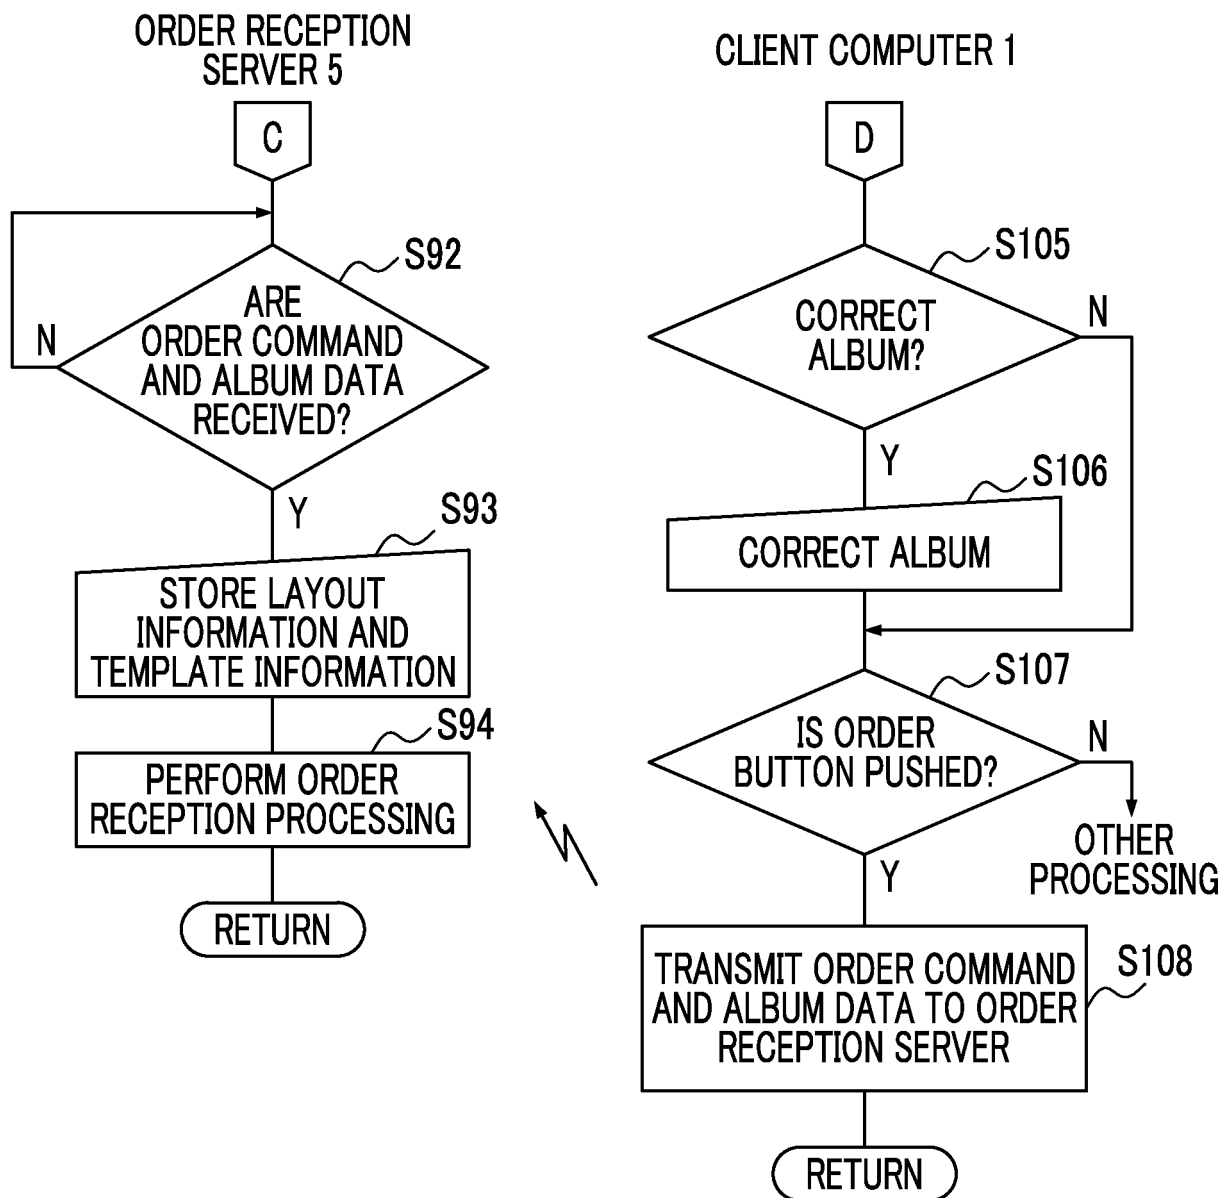 ORDER RECEPTION
SERVER 5
C
S92
ARE
ORDER COMMAND
AND ALBUM DATA
RECEIVED?
N
Y
S93
STORE LAYOUT
INFORMATION AND
TEMPLATE INFORMATION
S94
PERFORM ORDER
RECEPTION PROCESSING
RETURN
CLIENT COMPUTER 1
D
S105
CORRECT
ALBUM?
N
Y
S106
CORRECT ALBUM
S107
IS ORDER
BUTTON PUSHED?
N
OTHER
PROCESSING
Y
S108
TRANSMIT ORDER COMMAND
AND ALBUM DATA TO ORDER
RECEPTION SERVER
RETURN